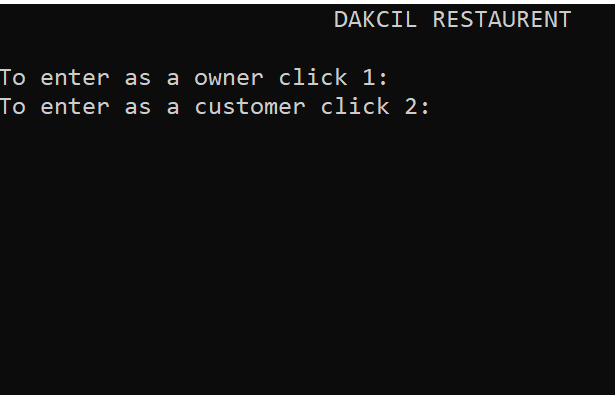 DAKCIL RESTAURENT
To enter as a owner click 1:
To enter as a customer click 2: